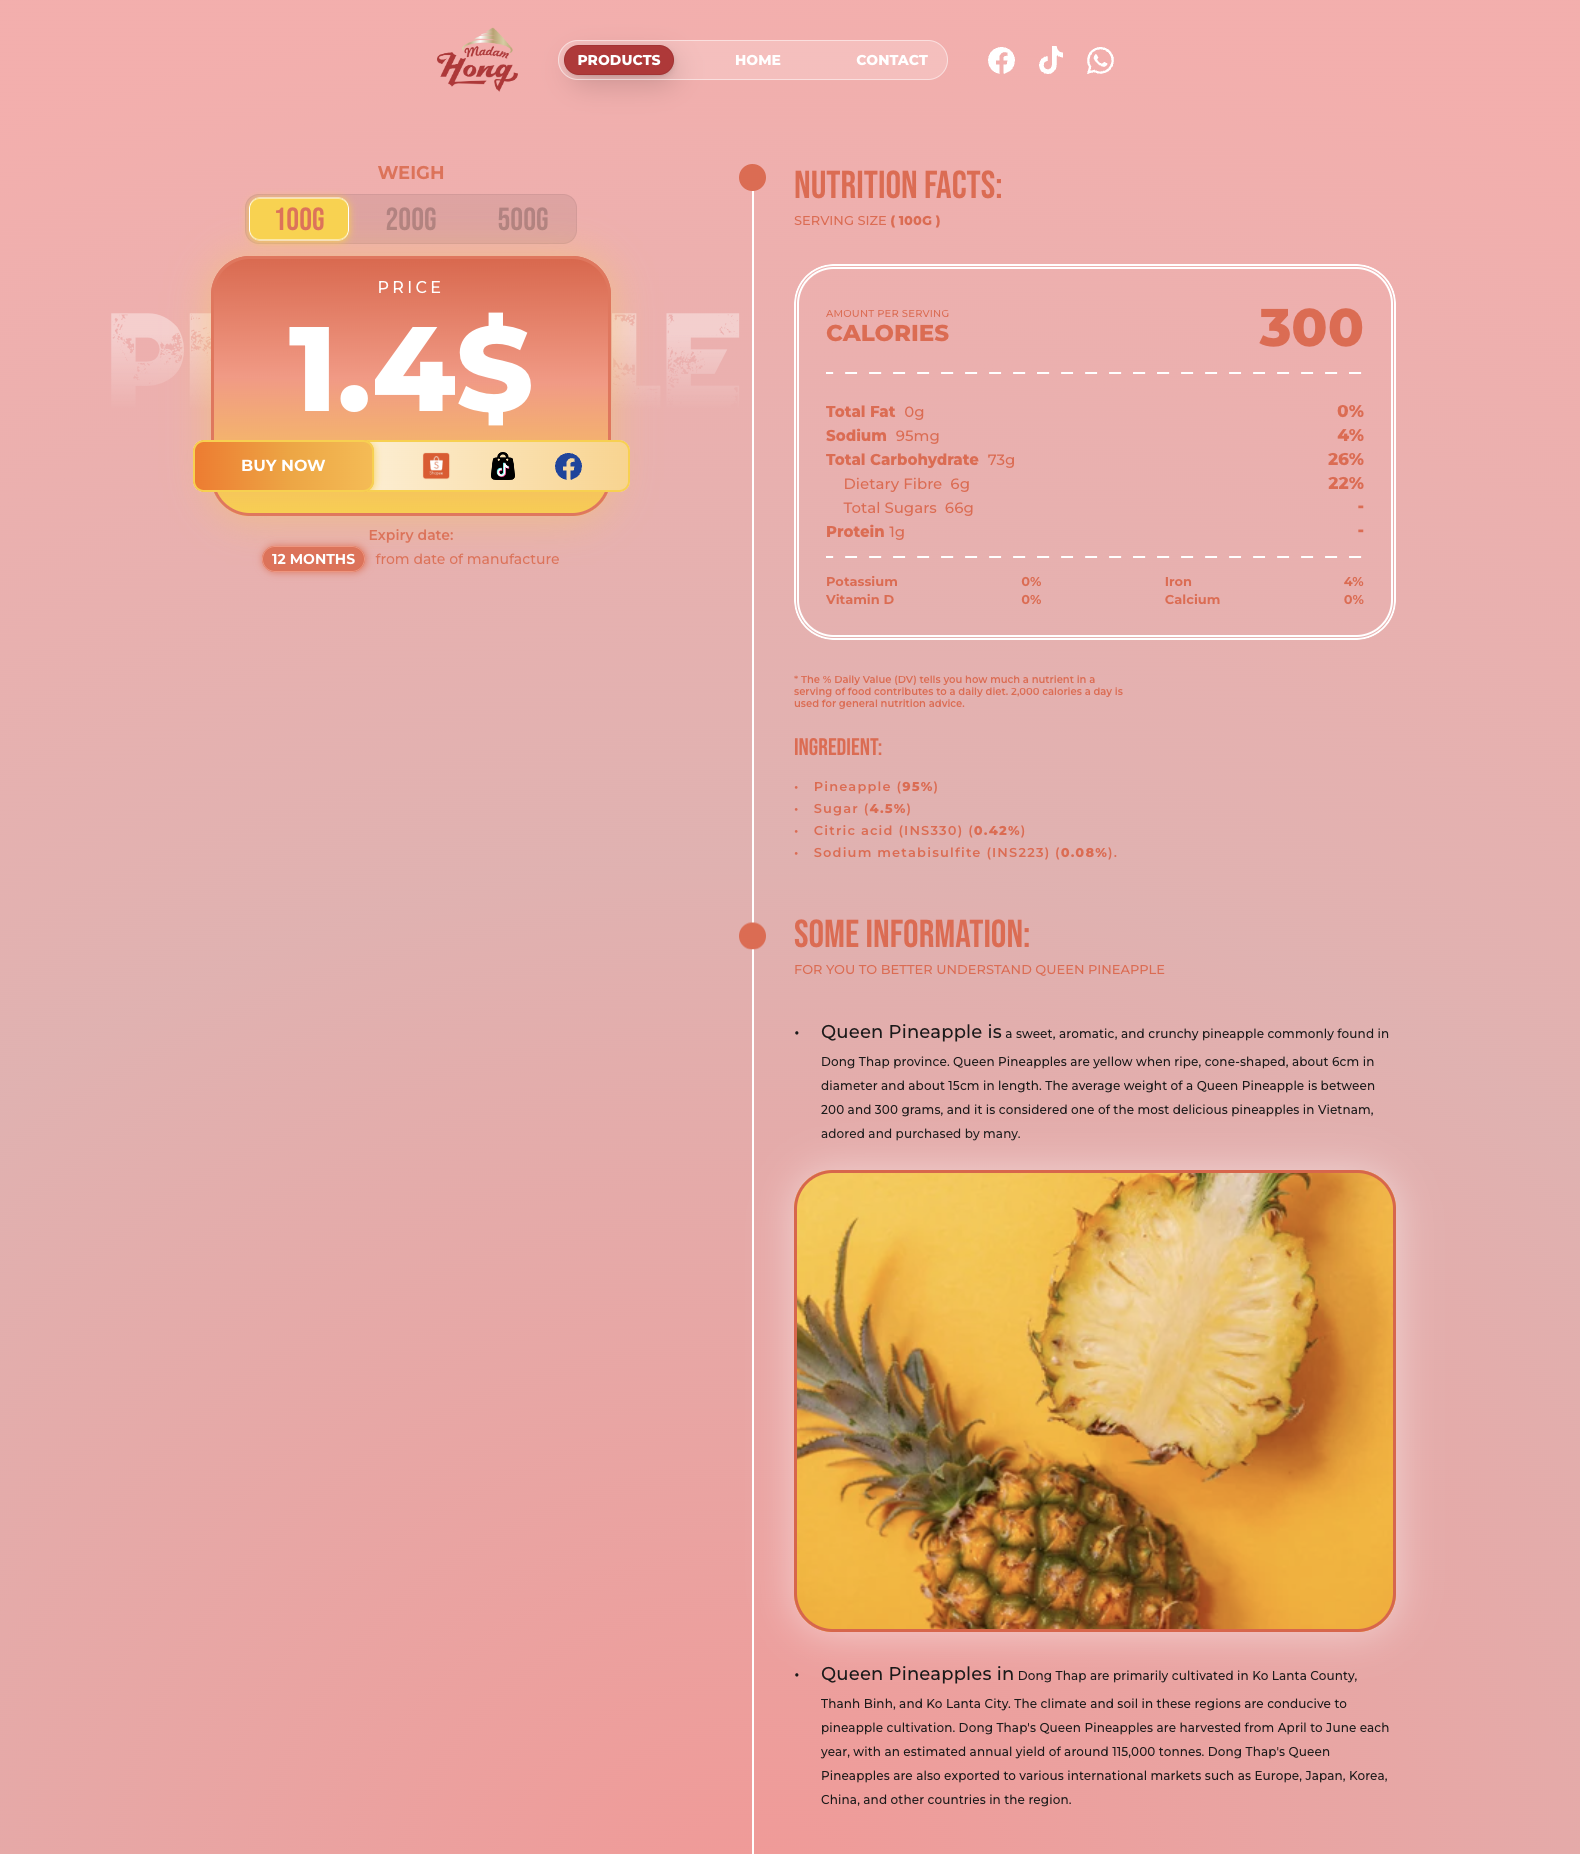 Madam
Hong
PRODUCTS
HOME
CONTACT
WEIGH
100G
200G
500G
PRICE
1.4$
BUY NOW
Expiry date:
12 MONTHS from date of manufacture
NUTRITION FACTS:
SERVING SIZE ( 100G )
AMOUNT PER SERVING
CALORIES
300
Total Fat 0g 0%
Sodium 95mg 4%
Total Carbohydrate 73g 26%
Dietary Fibre 6g 22%
Total Sugars 66g -
Protein 1g -
Potassium 0% Iron 4%
Vitamin D 0% Calcium 0%
* The % Daily Value (DV) tells you how much a nutrient in a
serving of food contributes to a daily diet. 2,000 calories a day is
used for general nutrition advice.
INGREDIENT:
• Pineapple (95%)
• Sugar (4.5%)
• Citric acid (INS330) (0.42%)
• Sodium metabisulfite (INS223) (0.08%).
SOME INFORMATION:
FOR YOU TO BETTER UNDERSTAND QUEEN PINEAPPLE
• Queen Pineapple is a sweet, aromatic, and crunchy pineapple commonly found in
Dong Thap province. Queen Pineapples are yellow when ripe, cone-shaped, about 6cm in
diameter and about 15cm in length. The average weight of a Queen Pineapple is between
200 and 300 grams, and it is considered one of the most delicious pineapples in Vietnam,
adored and purchased by many.
• Queen Pineapples in Dong Thap are primarily cultivated in Ko Lanta County,
Thanh Binh, and Ko Lanta City. The climate and soil in these regions are conducive to
pineapple cultivation. Dong Thap's Queen Pineapples are harvested from April to June each
year, with an estimated annual yield of around 115,000 tonnes. Dong Thap's Queen
Pineapples are also exported to various international markets such as Europe, Japan, Korea,
China, and other countries in the region.